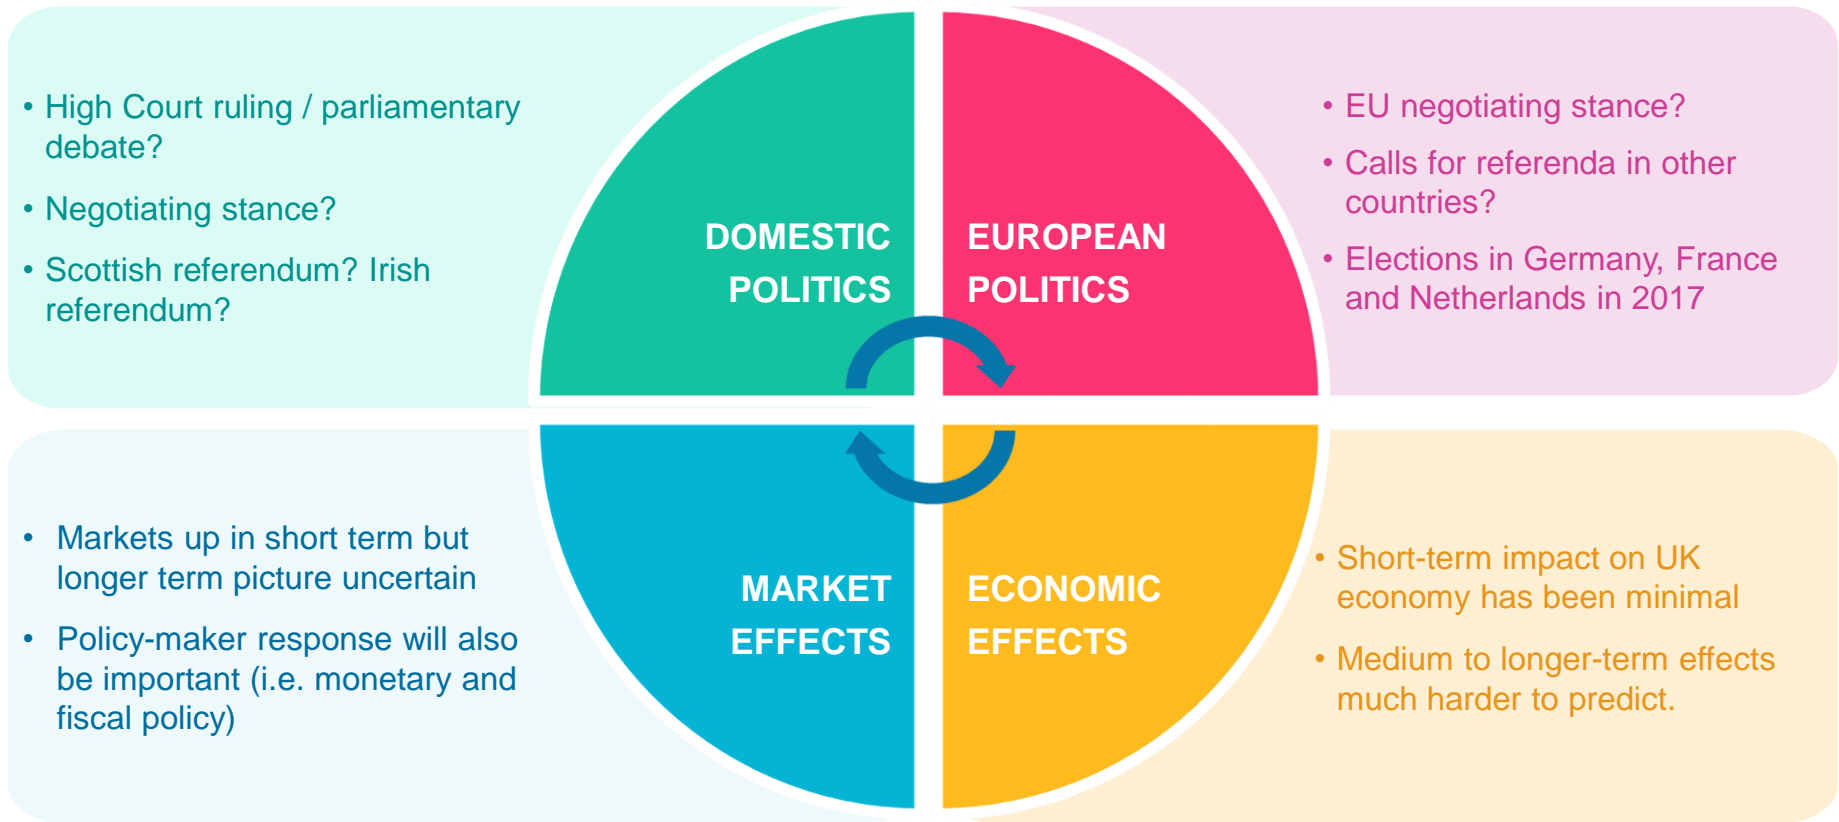 • High Court ruling / parliamentary
debate?
• Negotiating stance?
• Scottish referendum? Irish
referendum?
DOMESTIC
POLITICS
EUROPEAN
POLITICS
• EU negotiating stance?
• Calls for referenda in other
countries?
• Elections in Germany, France
and Netherlands in 2017
• Markets up in short term but
longer term picture uncertain
• Policy-maker response will also
be important (i.e. monetary and
fiscal policy)
MARKET
EFFECTS
ECONOMIC
EFFECTS
• Short-term impact on UK
economy has been minimal
• Medium to longer-term effects
much harder to predict.